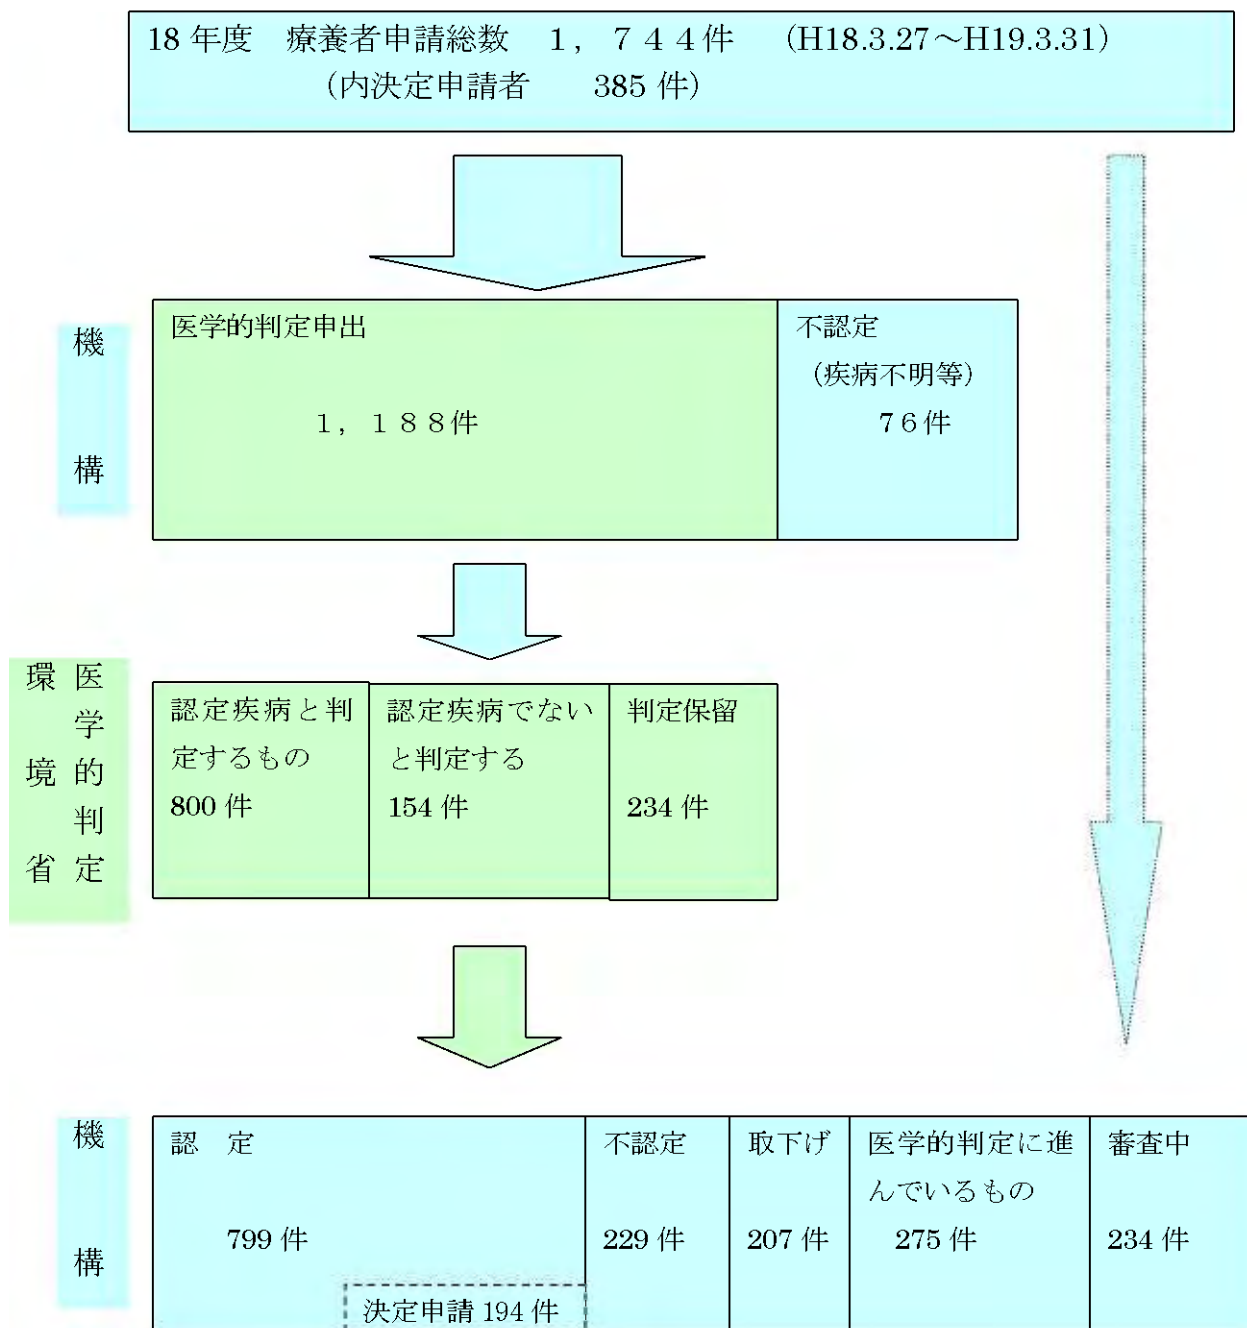 18 年度　療養者申請総数　１，７４４件　（H18.3.27～H19.3.31）
（内決定申請者　385 件）
機構
医学的判定申出
１，１８８件
不認定
（疾病不明等）
７６件
環境省
医学的判定
認定疾病と判
定するもの
800 件
認定疾病でない
と判定する
154 件
判定保留
234 件
機構
認　定
799 件
決定申請 194 件
不認定
229 件
取下げ
207 件
医学的判定に進
んでいるもの
275 件
審査中
234 件